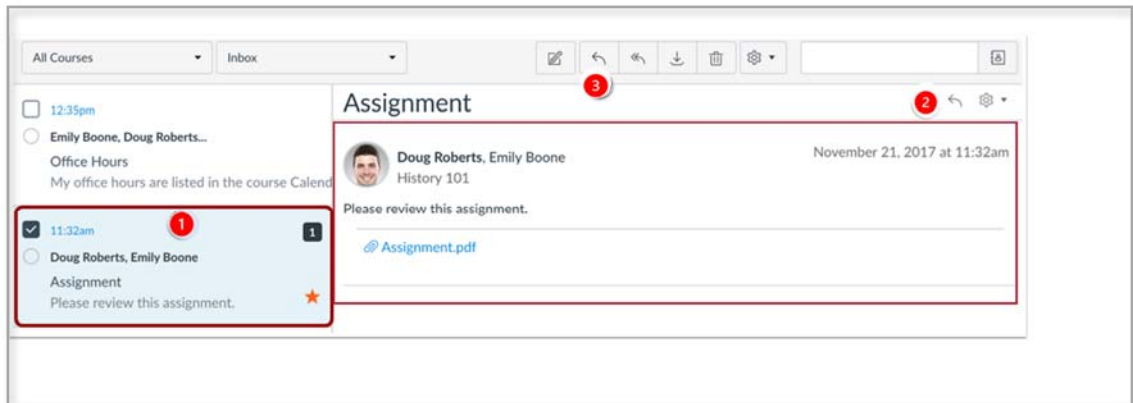 All Courses
Inbox
3
12:35pm
Emily Boone, Doug Roberts...
Office Hours
My office hours are listed in the course Calend
1
11:32am
1
Doug Roberts, Emily Boone
Assignment
Please review this assignment.
Assignment
2
Doug Roberts, Emily Boone
November 21, 2017 at 11:32am
History 101
Please review this assignment.
Assignment.pdf